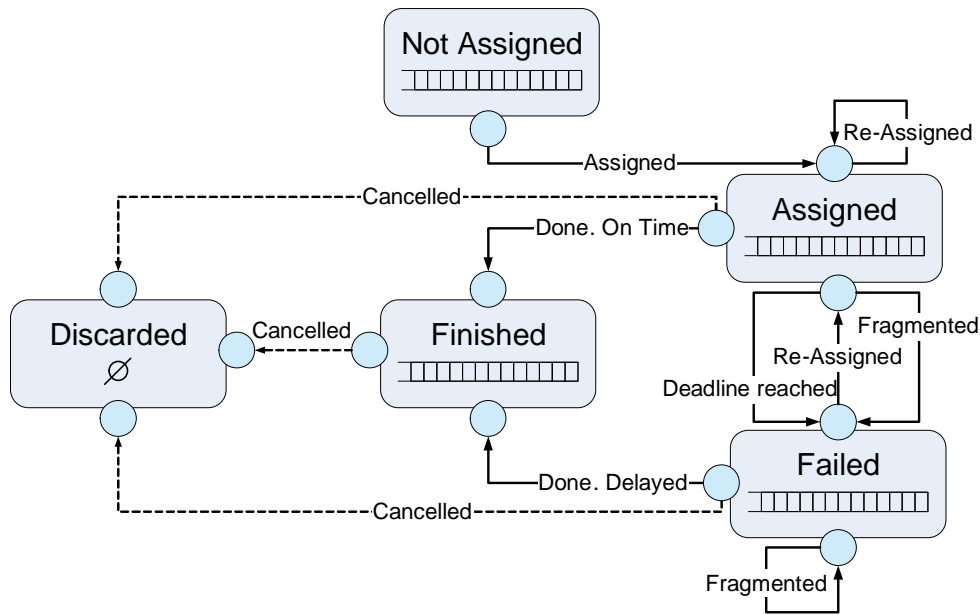 Not Assigned
Re-Assigned
Assigned
Cancelled
Assigned
Done. On Time
Discarded
Cancelled
Finished
Fragmented
Re-Assigned
Deadline reached
Failed
Done. Delayed
Cancelled
Fragmented